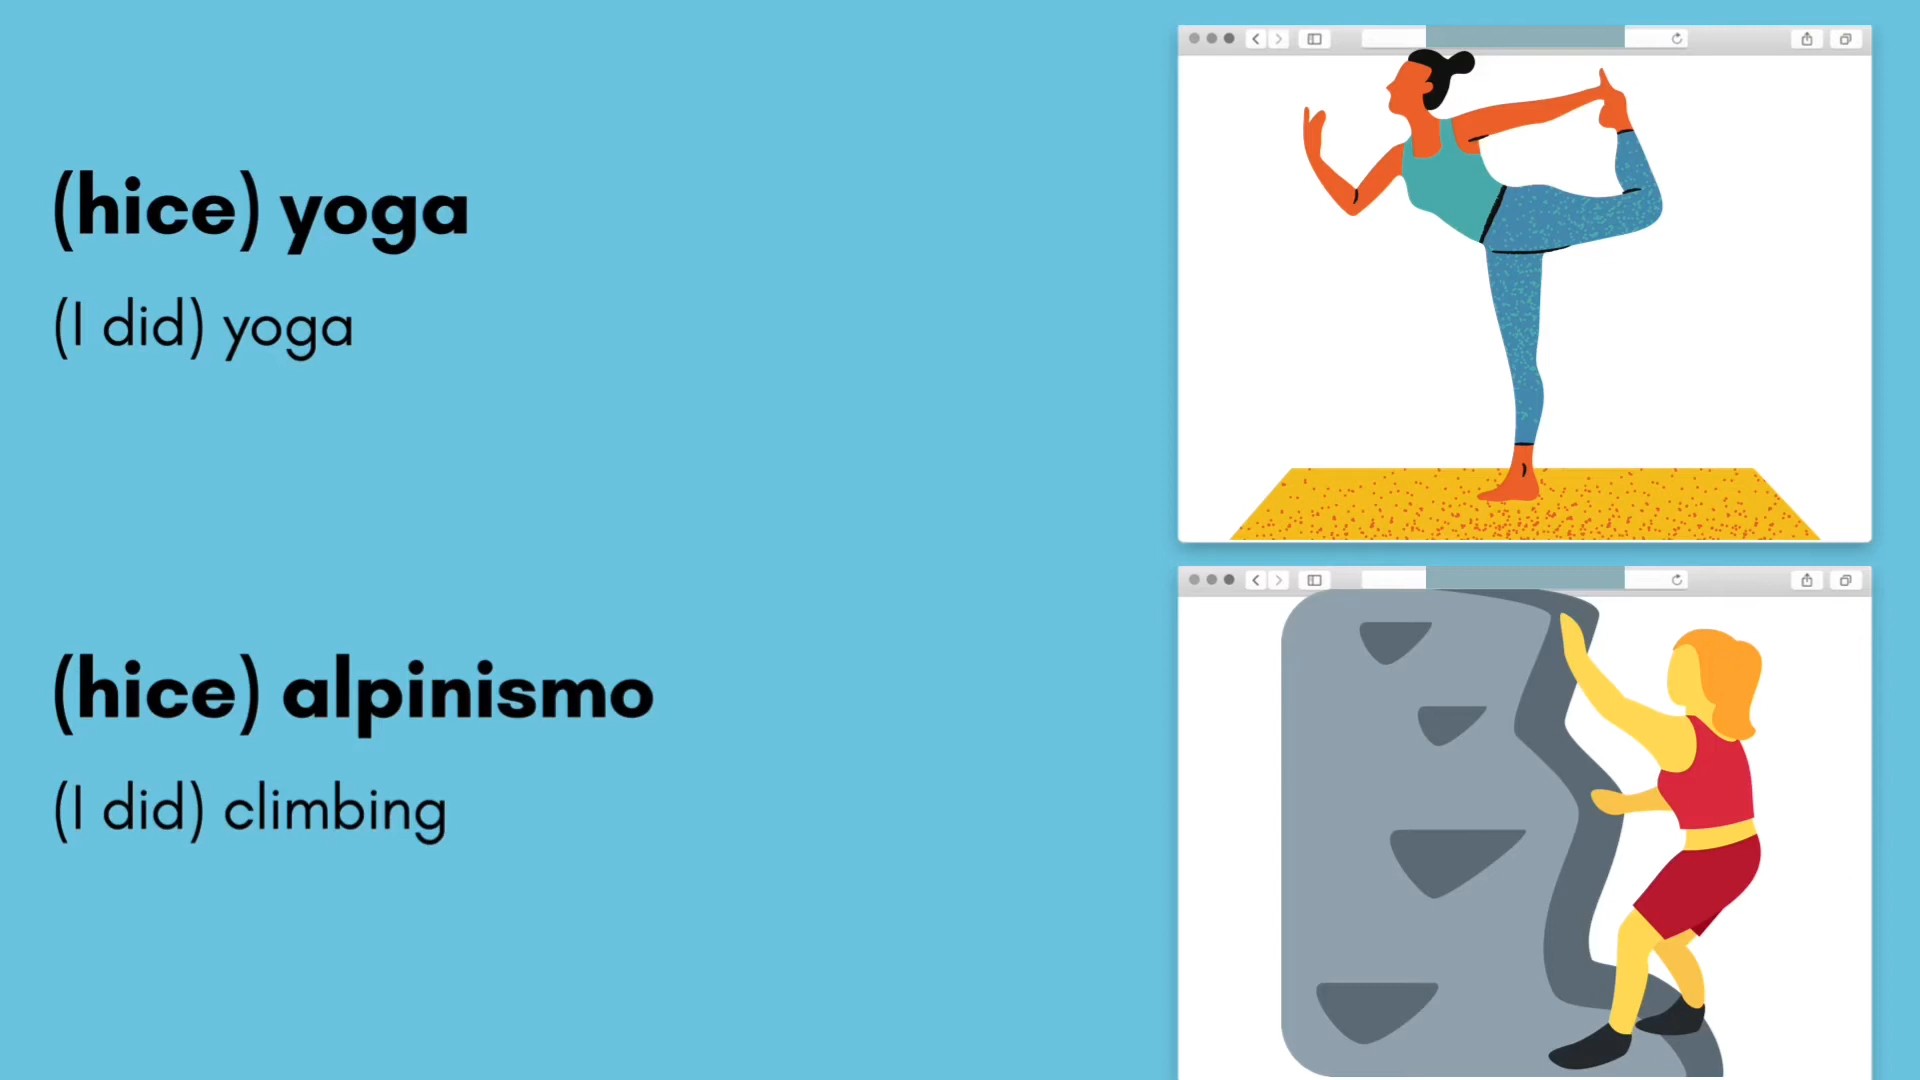 (hice) yoga
(I did) yoga
(hice) alpinismo
(I did) climbing